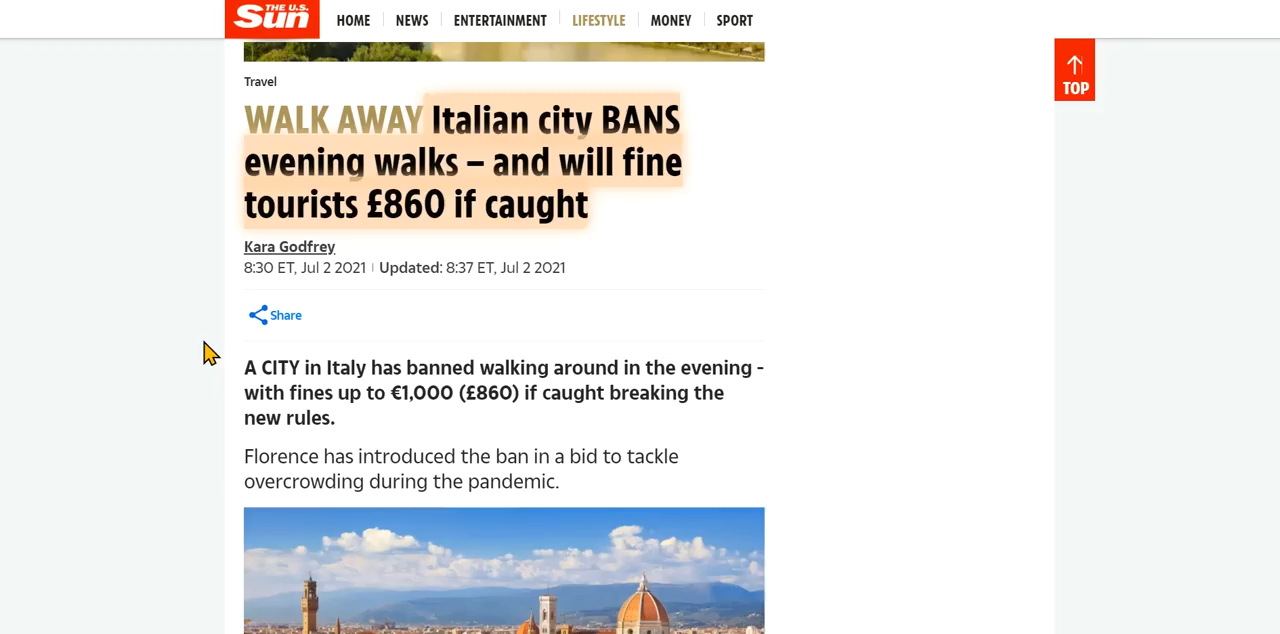 THE U.S.
Sun
HOME NEWS ENTERTAINMENT LIFESTYLE MONEY SPORT
TOP
Travel
WALK AWAY Italian city BANS
evening walks – and will fine
tourists £860 if caught
Kara Godfrey
8:30 ET, Jul 2 2021 | Updated: 8:37 ET, Jul 2 2021
Share
A CITY in Italy has banned walking around in the evening -
with fines up to €1,000 (£860) if caught breaking the
new rules.
Florence has introduced the ban in a bid to tackle
overcrowding during the pandemic.